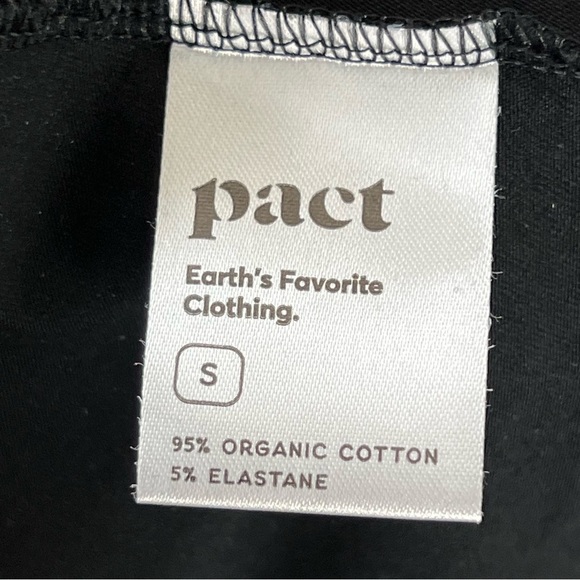 pact
Earth's Favorite
Clothing.
S
95% ORGANIC COTTON
5% ELASTANE